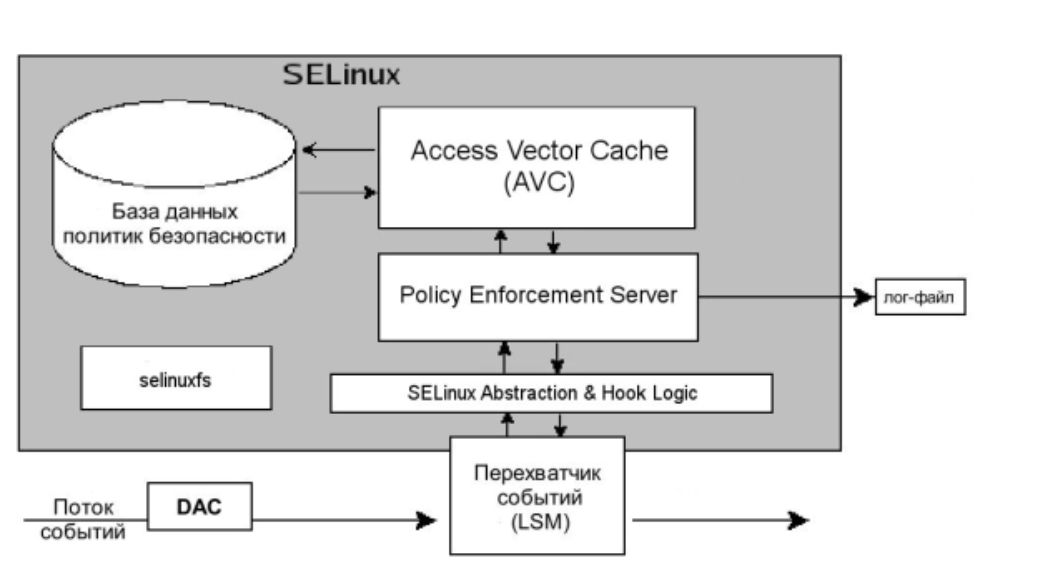 SELinux
Access Vector Cache
(AVC)
База данных
политик безопасности
Policy Enforcement Server
лог-файл
selinuxfs
SELinux Abstraction & Hook Logic
Перехватчик
событий
(LSM)
Поток
событий
DAC